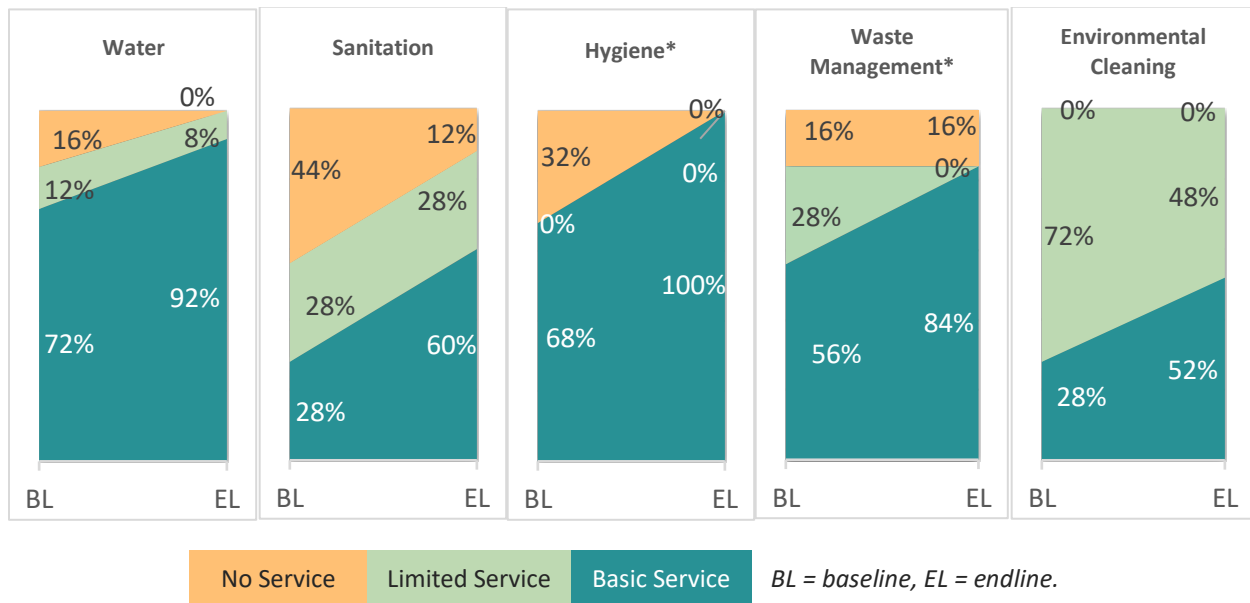 Water
0%
16%
8%
12%
92%
72%
BL EL
Sanitation
12%
44%
28%
28%
60%
28%
BL EL
Hygiene*
0%
32%
0%
0%
100%
68%
BL EL
Waste
Management*
16% 16%
0%
28%
84%
56%
BL EL
Environmental
Cleaning
0% 0%
48%
72%
52%
28%
BL EL
No Service Limited Service Basic Service BL = baseline, EL = endline.